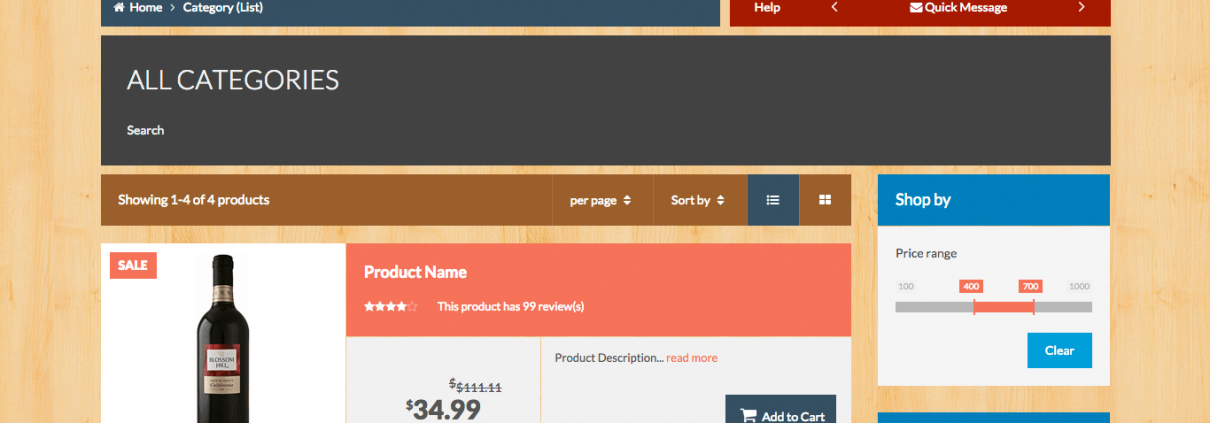 Home > Category (List)
Help < Quick Message >
ALL CATEGORIES
Search
Showing 1-4 of 4 products per page Sort by
Shop by
SALE
Product Name
This product has 99 review(s)
BLOSSOM
HILL
California
Product Description... read more
$$111.11
$34.99
Add to Cart
Price range
100 400 700 1000
Clear